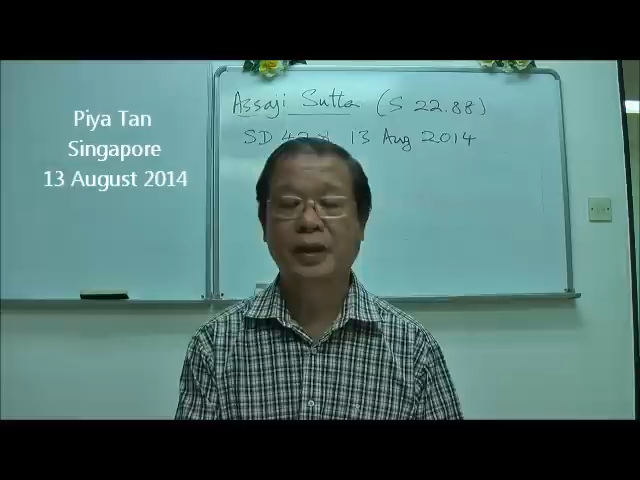 Piya Tan
Singapore
13 August 2014
Assaji Sutta (S 22.88)
SD 13 Aug 2014